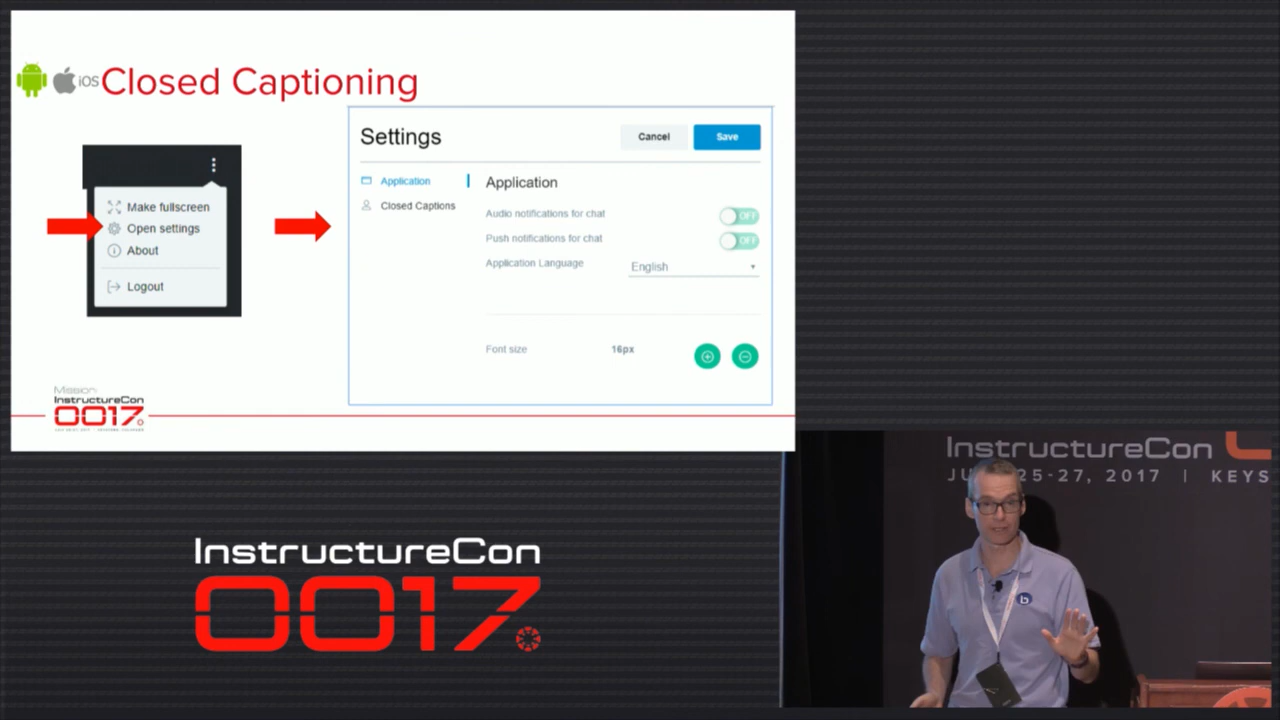 iOS Closed Captioning
Make fullscreen
Open settings
About
Logout
Settings
Cancel
Save
Application
Closed Captions
Application
Audio notifications for chat
OFF
Push notifications for chat
OFF
Application Language
English
Font size
16px
Mission:
InstructureCon
0017
InstructureCon
0017
InstructureCon
25-27, 2017 | KEYS
b